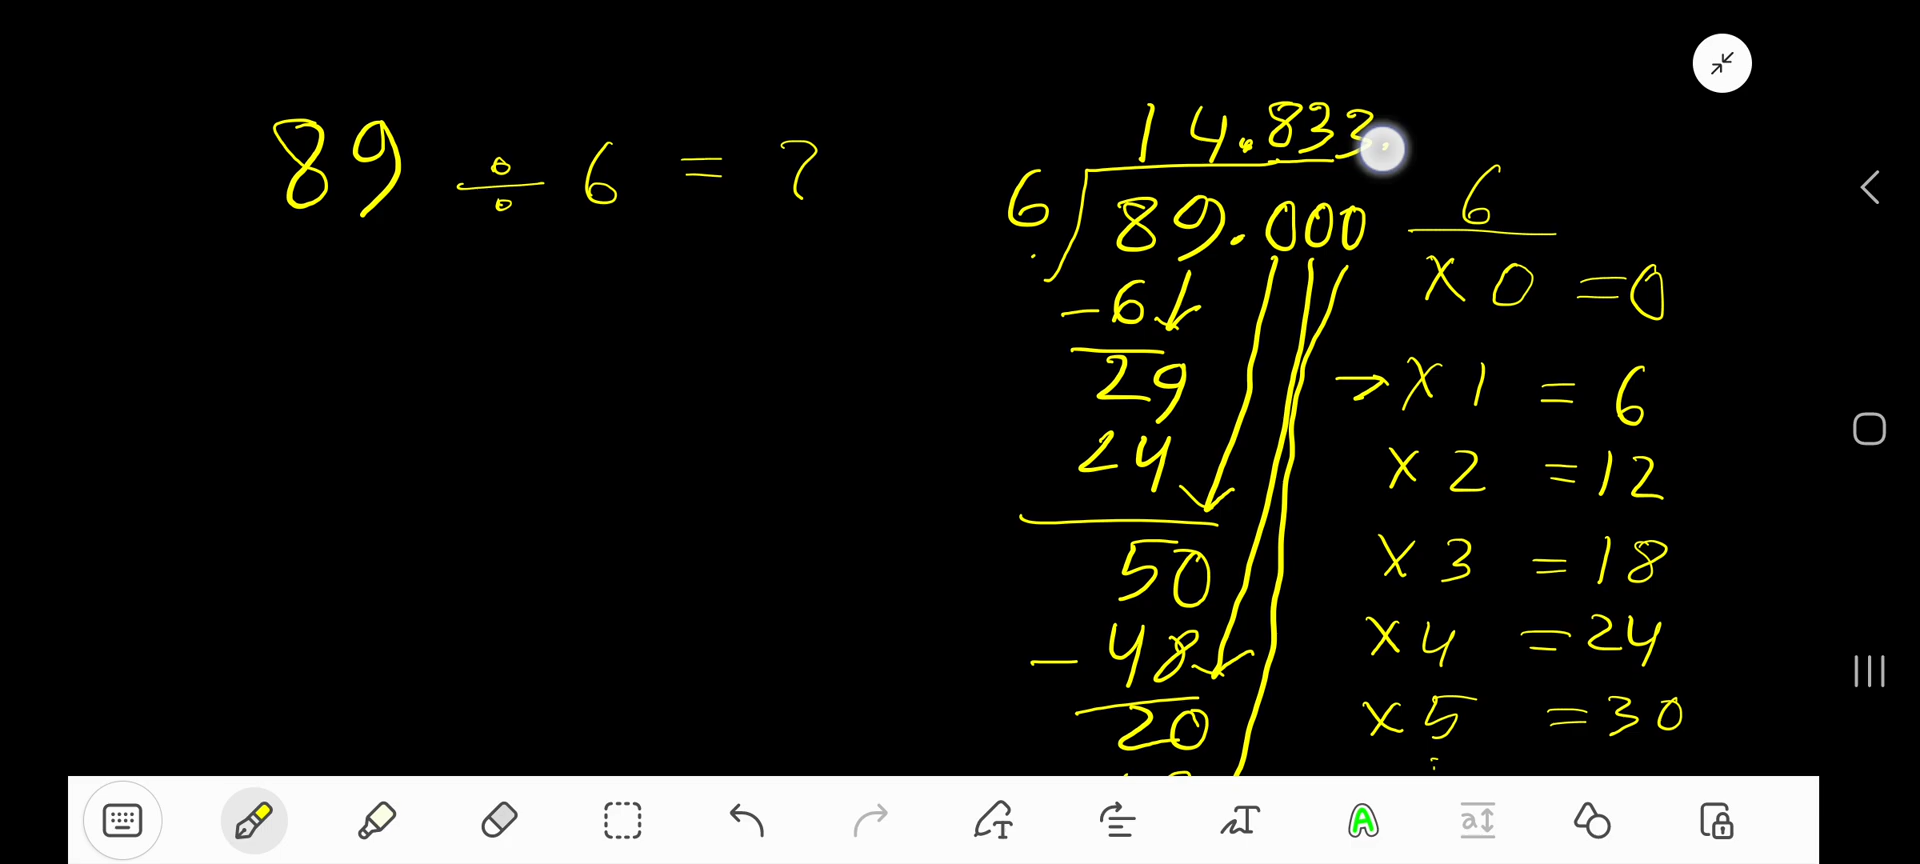 89 ÷ 6 = ?
14.833.
6 89.000
- 6
29
24
50
- 48
20
6
× 0 = 0
→ × 1 = 6
× 2 = 12
× 3 = 18
× 4 = 24
× 5 = 30
T
T
A
a